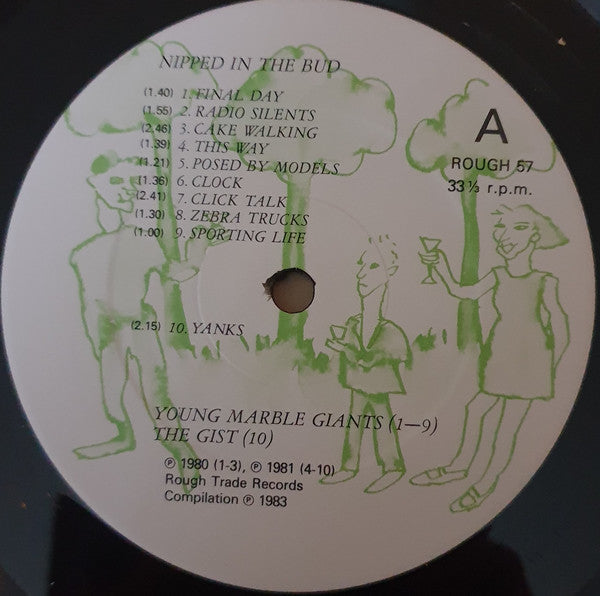 NIPPED IN THE BUD
(1.40) 1. FINAL DAY
(1.55) 2. RADIO SILENTS
(2.46) 3. CAKE WALKING
(1.39) 4. THIS WAY
(1.21) 5. POSED BY MODELS
(1.36) 6. CLOCK
(2.41) 7. CLICK TALK
(1.30) 8. ZEBRA TRUCKS
(1.00) 9. SPORTING LIFE
A
ROUGH 57
33⅓ r.p.m.
(2.15) 10. YANKS
YOUNG MARBLE GIANTS (1—9)
THE GIST (10)
℗ 1980 (1-3), ℗ 1981 (4-10)
Rough Trade Records
Compilation ℗ 1983